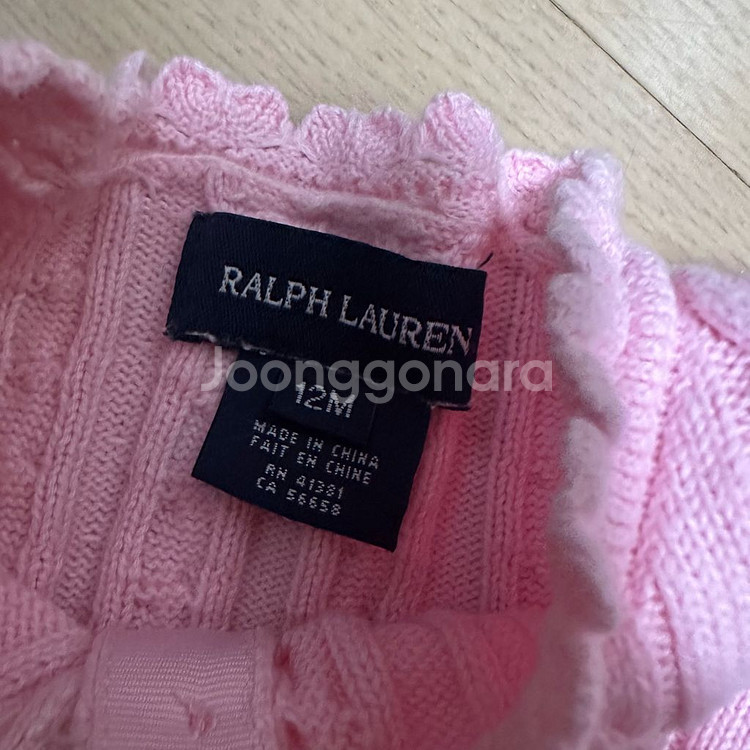 RALPH LAUREN
Joonggonara
12M
MADE IN CHINA
FAIT EN CHINE
RN 41381
CA 56658